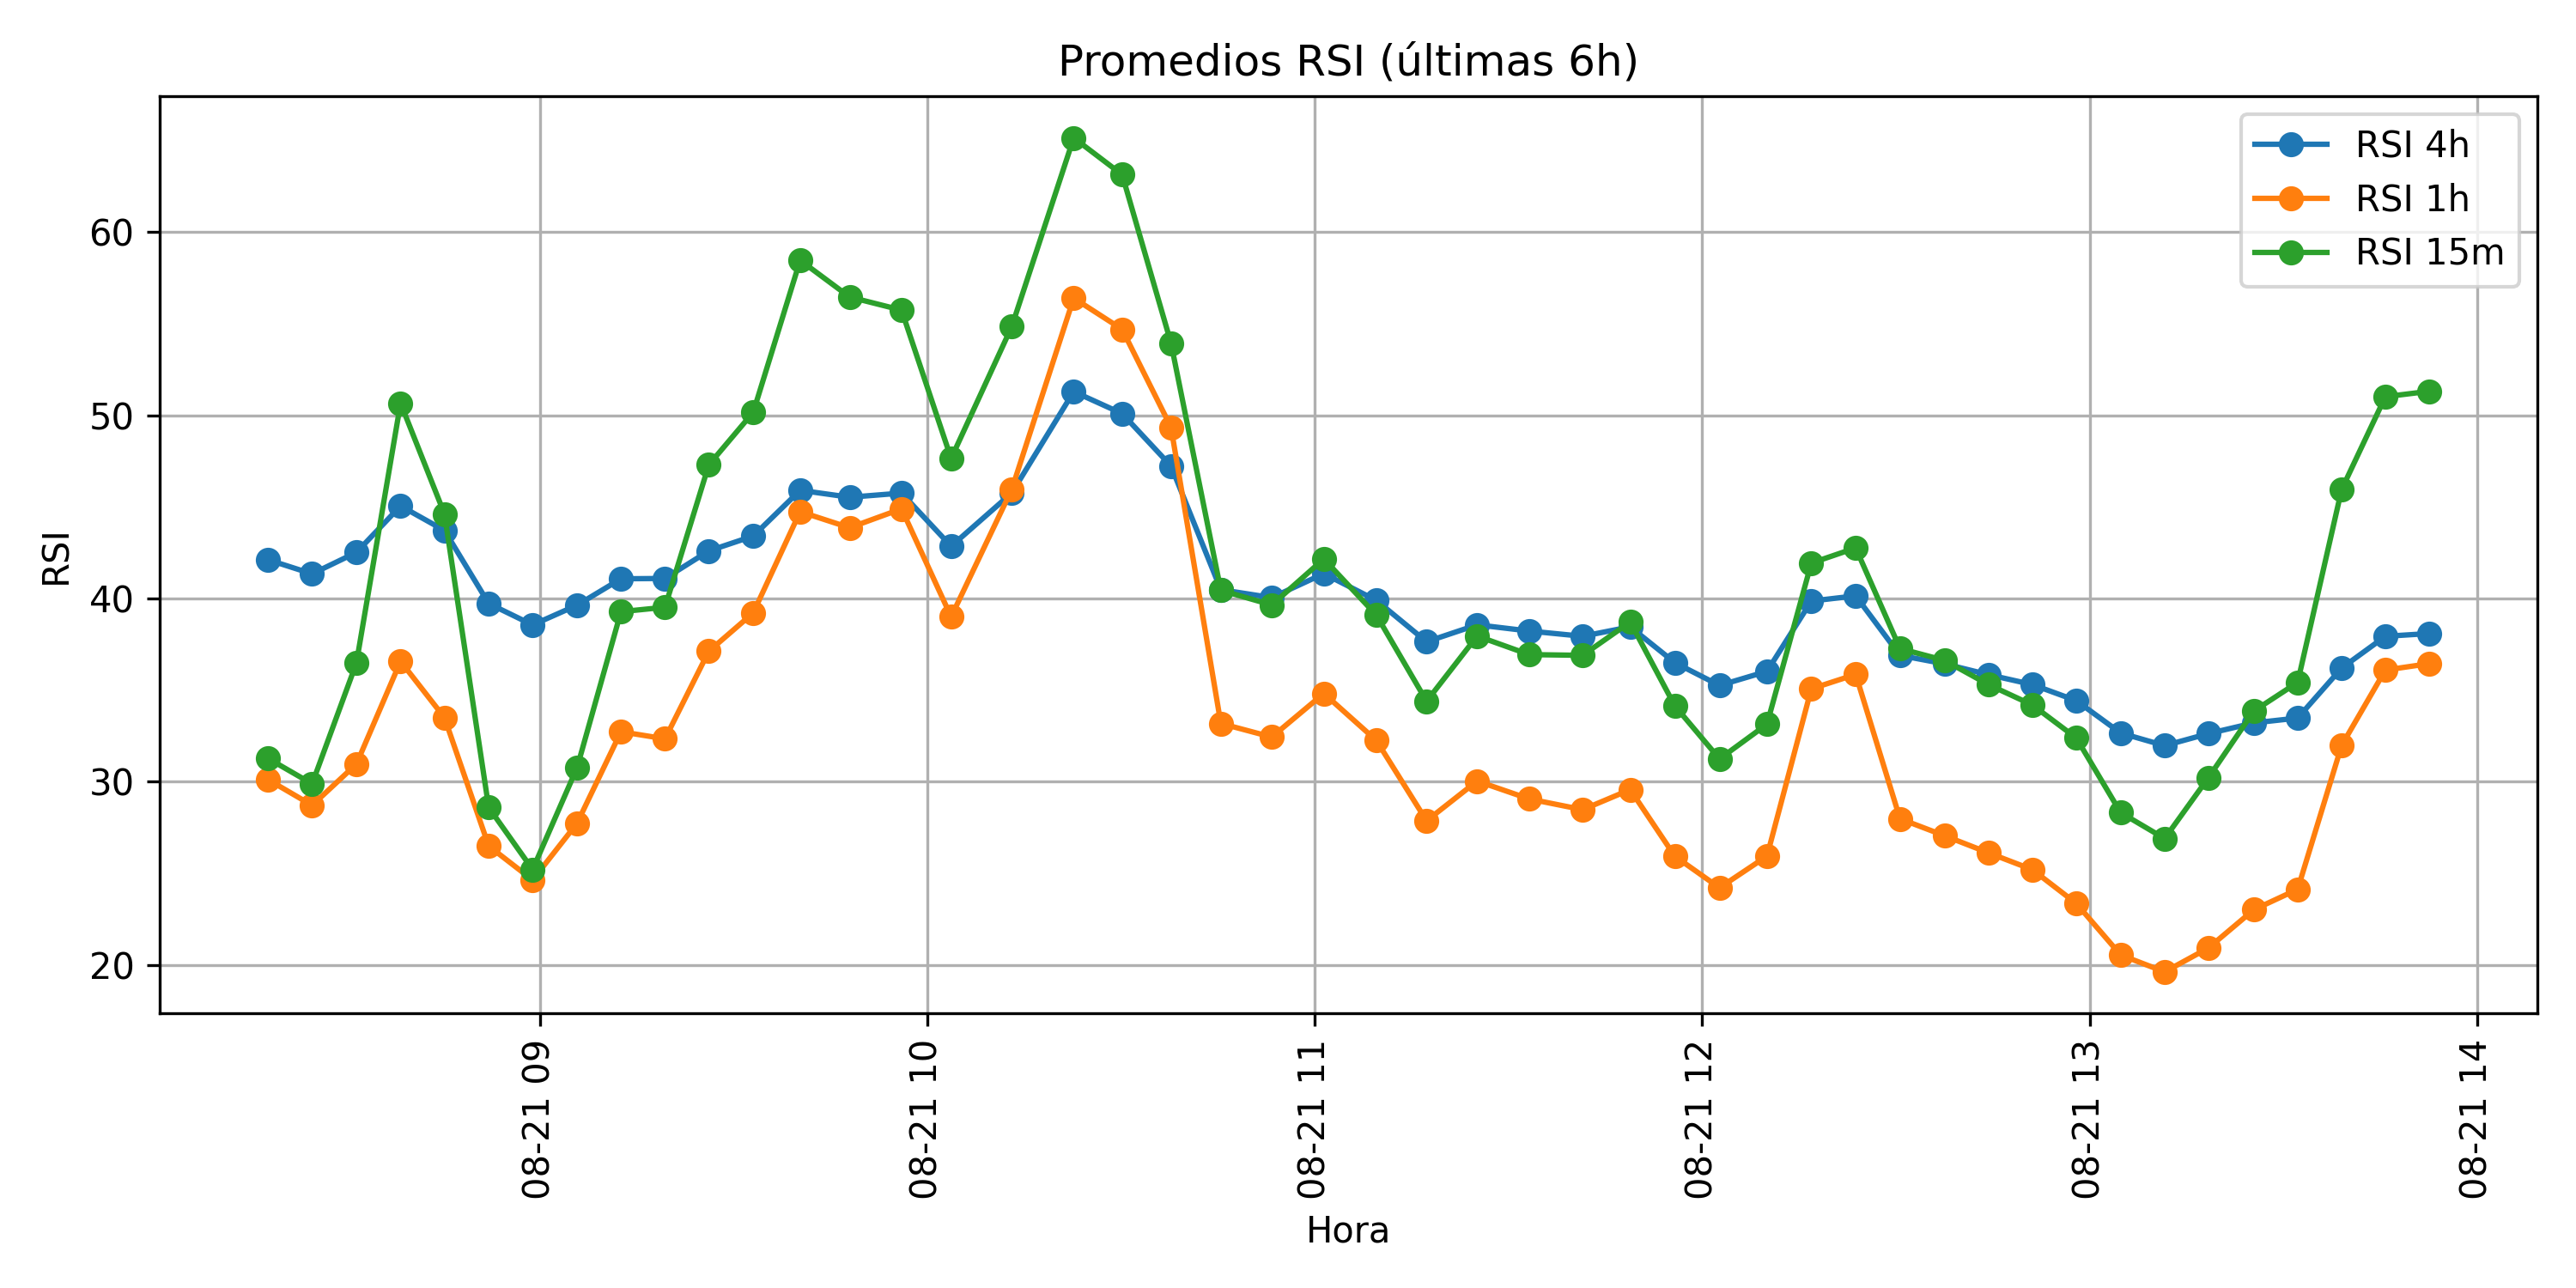 Promedios RSI (últimas 6h)
RSI 4h
RSI 1h
RSI 15m
RSI
60
50
40
30
20
08-21 09
08-21 10
08-21 11
08-21 12
08-21 13
08-21 14
Hora